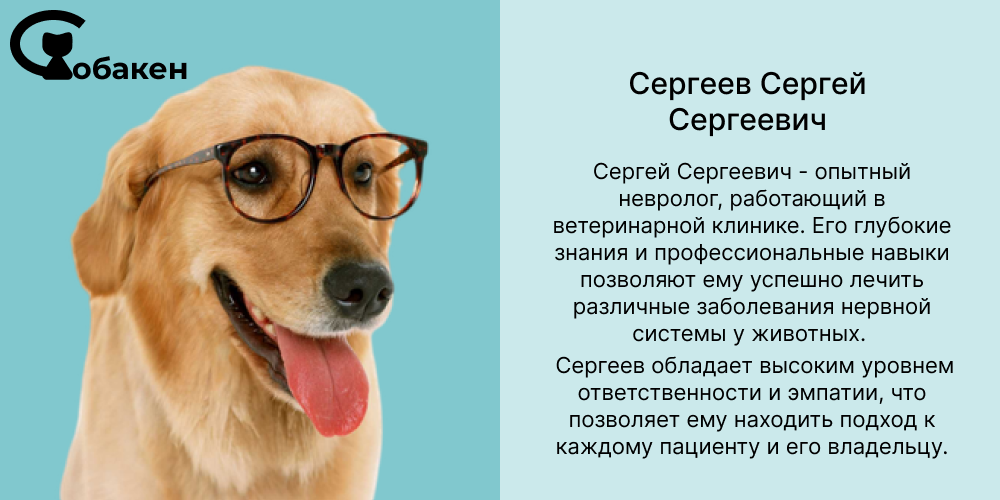 Собакен
Сергеев Сергей
Сергеевич
Сергей Сергеевич - опытный
невролог, работающий в
ветеринарной клинике. Его глубокие
знания и профессиональные навыки
позволяют ему успешно лечить
различные заболевания нервной
системы у животных.
Сергеев обладает высоким уровнем
ответственности и эмпатии, что
позволяет ему находить подход к
каждому пациенту и его владельцу.